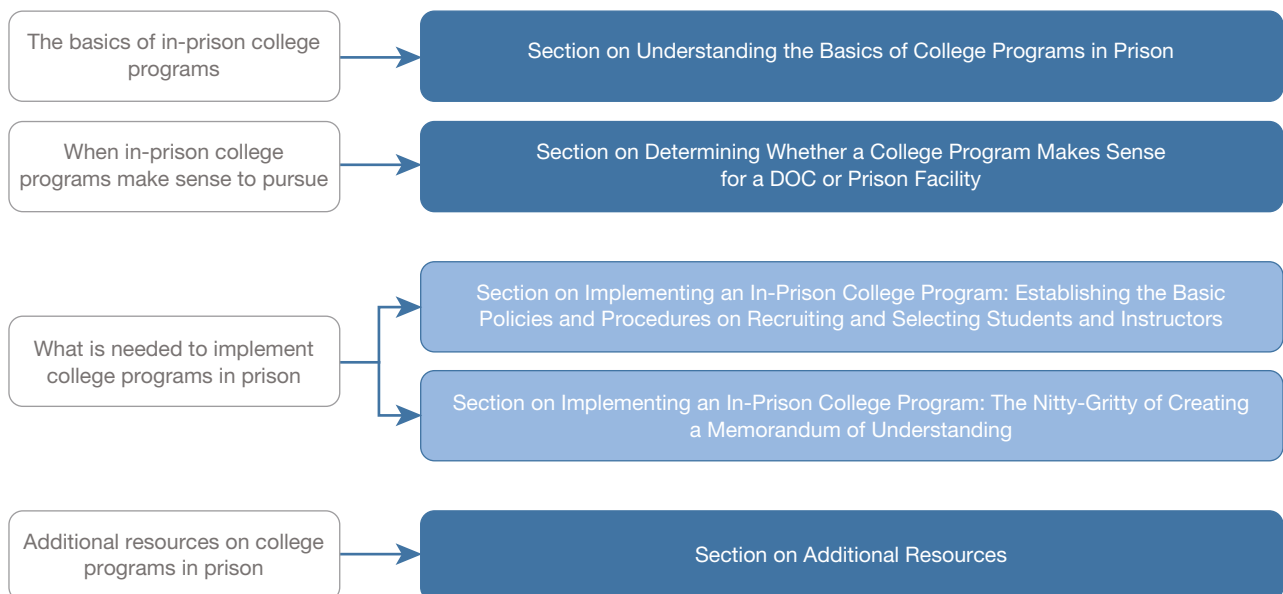 The basics of in-prison college
programs
Section on Understanding the Basics of College Programs in Prison
When in-prison college
programs make sense to pursue
Section on Determining Whether a College Program Makes Sense
for a DOC or Prison Facility
What is needed to implement
college programs in prison
Section on Implementing an In-Prison College Program: Establishing the Basic
Policies and Procedures on Recruiting and Selecting Students and Instructors
Section on Implementing an In-Prison College Program: The Nitty-Gritty of Creating
a Memorandum of Understanding
Additional resources on college
programs in prison
Section on Additional Resources